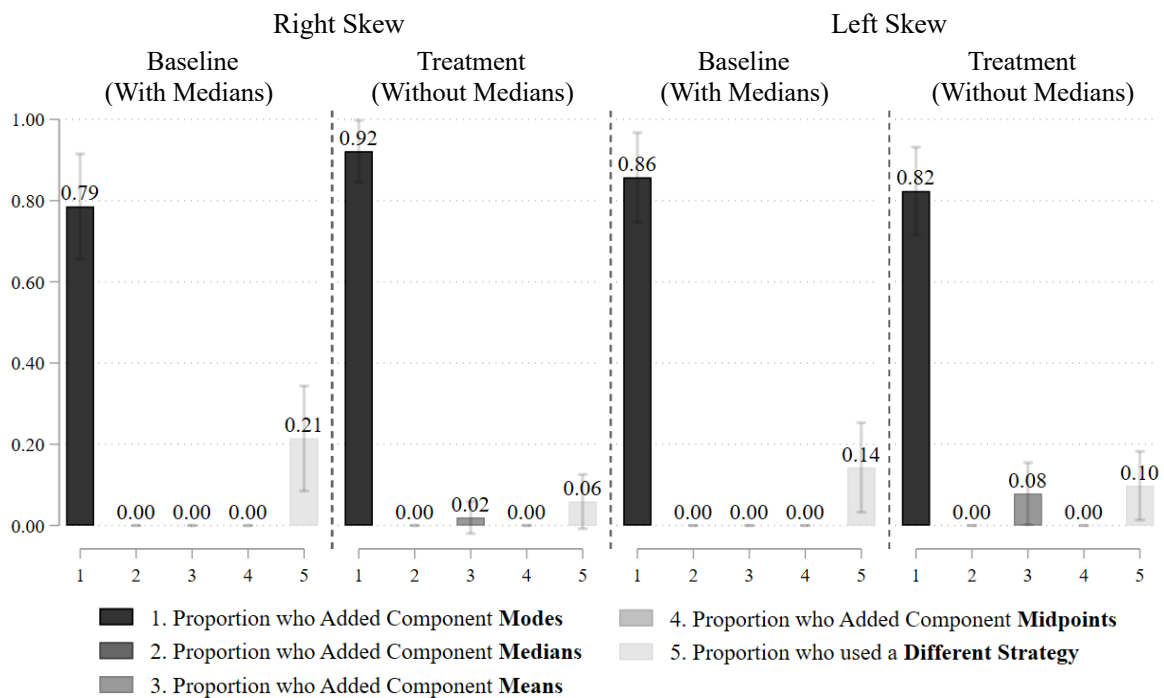 Right Skew
Left Skew
Baseline
(With Medians)
Treatment
(Without Medians)
Baseline
(With Medians)
Treatment
(Without Medians)
1.00
0.80
0.60
0.40
0.20
0.00
0.79
0.00
0.00
0.00
0.21
0.92
0.00
0.02
0.00
0.06
0.86
0.00
0.00
0.00
0.14
0.82
0.00
0.08
0.00
0.10
1 2 3 4 5
1 2 3 4 5
1 2 3 4 5
1 2 3 4 5
1. Proportion who Added Component Modes
2. Proportion who Added Component Medians
3. Proportion who Added Component Means
4. Proportion who Added Component Midpoints
5. Proportion who used a Different Strategy